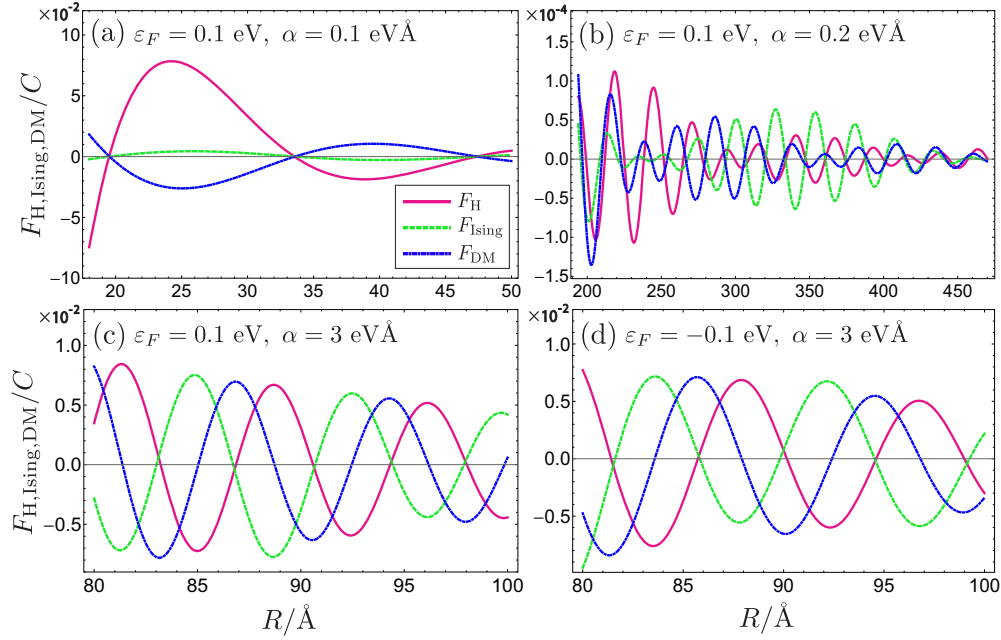 ×10⁻² ×10⁻⁴
(a) εF = 0.1 eV, α = 0.1 eVÅ (b) εF = 0.1 eV, α = 0.2 eVÅ
FH,Ising,DM/C
5
0
−5
−10
1.0
0.5
0.0
−0.5
−1.0
−1.5
FH
FIsing
FDM
20 25 30 35 40 45 50
200 250 300 350 400 450
×10⁻² ×10⁻²
(c) εF = 0.1 eV, α = 3 eVÅ (d) εF = −0.1 eV, α = 3 eVÅ
FH,Ising,DM/C
1.0
0.5
0.0
−0.5
1.0
0.5
0.0
−0.5
80 85 90 95 100
80 85 90 95 100
R/Å R/Å